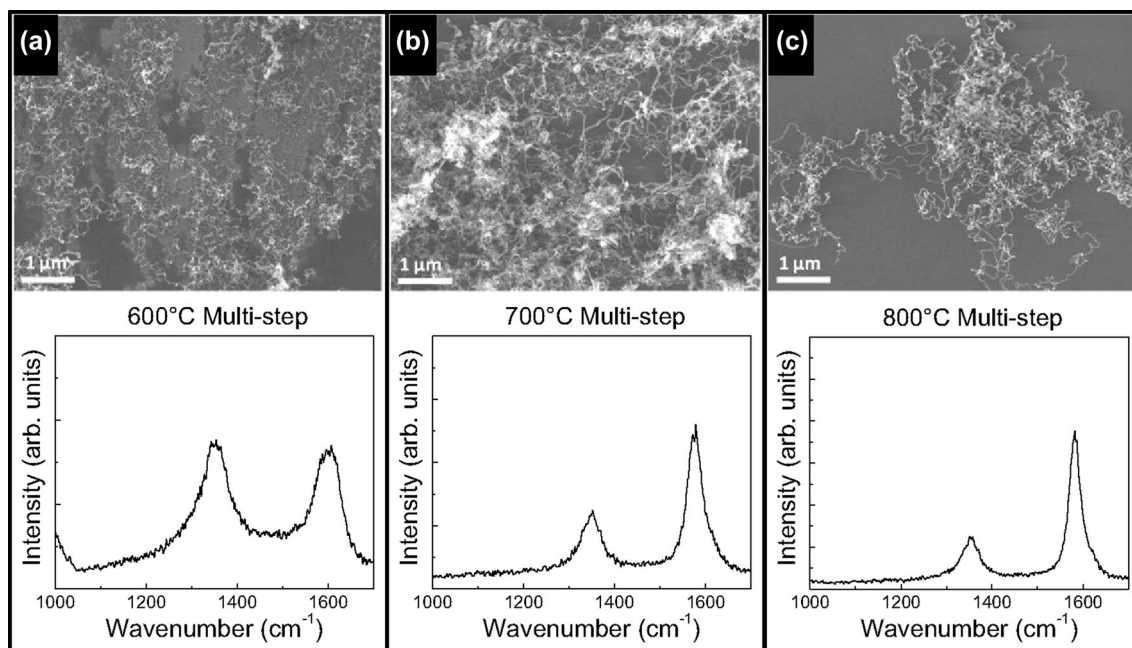 (a)
1 µm
600°C Multi-step
Intensity (arb. units)
1000 1200 1400 1600
Wavenumber (cm⁻¹)
(b)
1 µm
700°C Multi-step
Intensity (arb. units)
1000 1200 1400 1600
Wavenumber (cm⁻¹)
(c)
1 µm
800°C Multi-step
Intensity (arb. units)
1000 1200 1400 1600
Wavenumber (cm⁻¹)